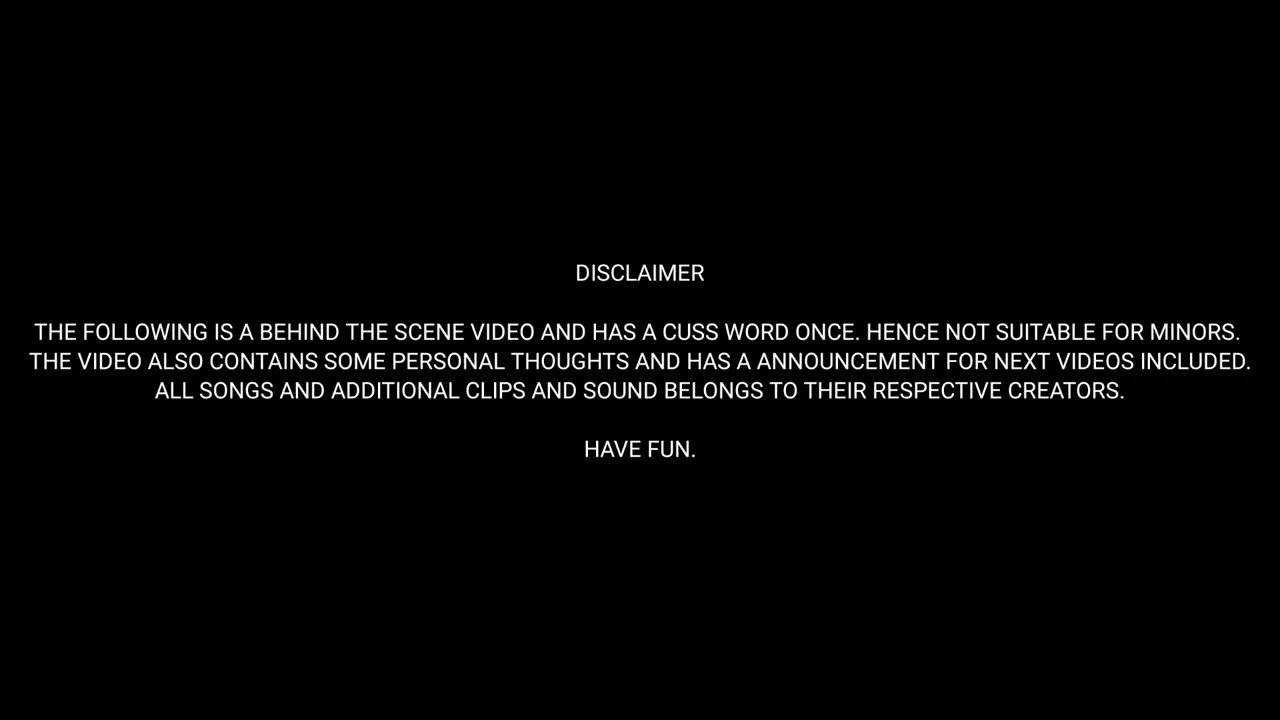 DISCLAIMER
THE FOLLOWING IS A BEHIND THE SCENE VIDEO AND HAS A CUSS WORD ONCE. HENCE NOT SUITABLE FOR MINORS.
THE VIDEO ALSO CONTAINS SOME PERSONAL THOUGHTS AND HAS A ANNOUNCEMENT FOR NEXT VIDEOS INCLUDED.
ALL SONGS AND ADDITIONAL CLIPS AND SOUND BELONGS TO THEIR RESPECTIVE CREATORS.
HAVE FUN.